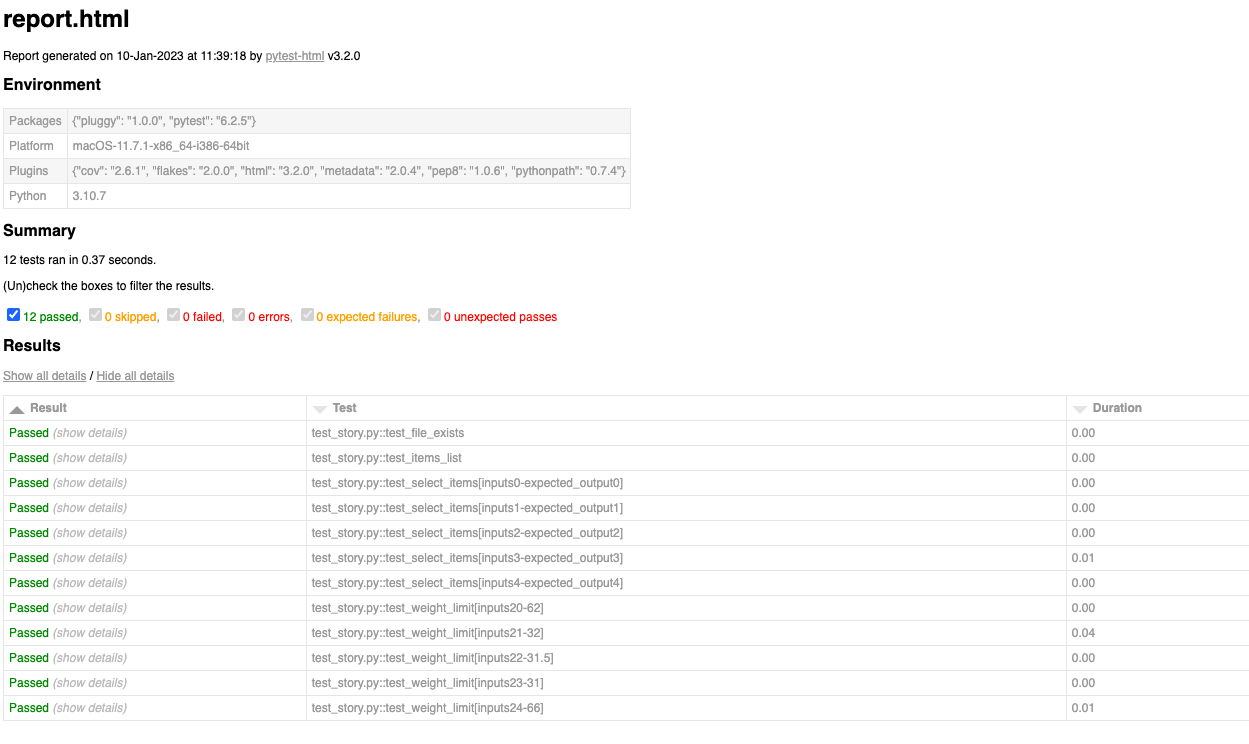 report.html
Report generated on 10-Jan-2023 at 11:39:18 by pytest-html v3.2.0
Environment
Packages {"pluggy": "1.0.0", "pytest": "6.2.5"}
Platform macOS-11.7.1-x86_64-i386-64bit
Plugins {"cov": "2.6.1", "flakes": "2.0.0", "html": "3.2.0", "metadata": "2.0.4", "pep8": "1.0.6", "pythonpath": "0.7.4"}
Python 3.10.7
Summary
12 tests ran in 0.37 seconds.
(Un)check the boxes to filter the results.
12 passed, 0 skipped, 0 failed, 0 errors, 0 expected failures, 0 unexpected passes
Results
Show all details / Hide all details
Result Test Duration
Passed (show details) test_story.py::test_file_exists 0.00
Passed (show details) test_story.py::test_items_list 0.00
Passed (show details) test_story.py::test_select_items[inputs0-expected_output0] 0.00
Passed (show details) test_story.py::test_select_items[inputs1-expected_output1] 0.00
Passed (show details) test_story.py::test_select_items[inputs2-expected_output2] 0.00
Passed (show details) test_story.py::test_select_items[inputs3-expected_output3] 0.01
Passed (show details) test_story.py::test_select_items[inputs4-expected_output4] 0.00
Passed (show details) test_story.py::test_weight_limit[inputs20-62] 0.00
Passed (show details) test_story.py::test_weight_limit[inputs21-32] 0.04
Passed (show details) test_story.py::test_weight_limit[inputs22-31.5] 0.00
Passed (show details) test_story.py::test_weight_limit[inputs23-31] 0.00
Passed (show details) test_story.py::test_weight_limit[inputs24-66] 0.01